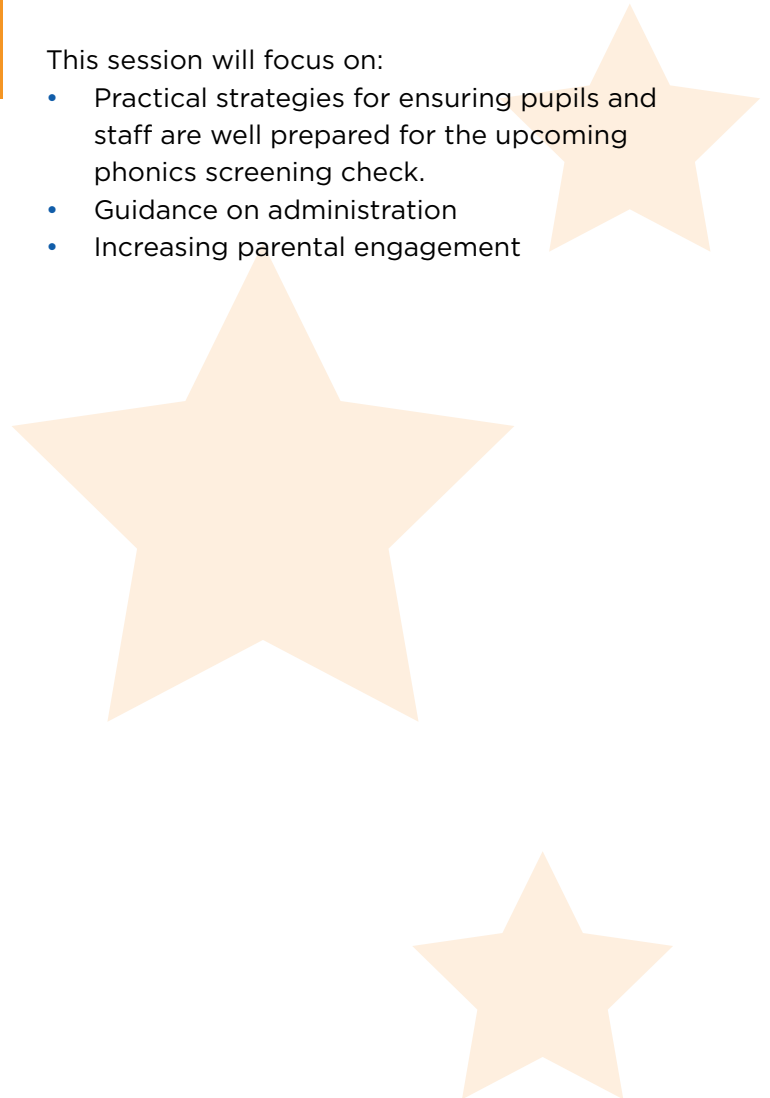 This session will focus on:
• Practical strategies for ensuring pupils and
staff are well prepared for the upcoming
phonics screening check.
• Guidance on administration
• Increasing parental engagement